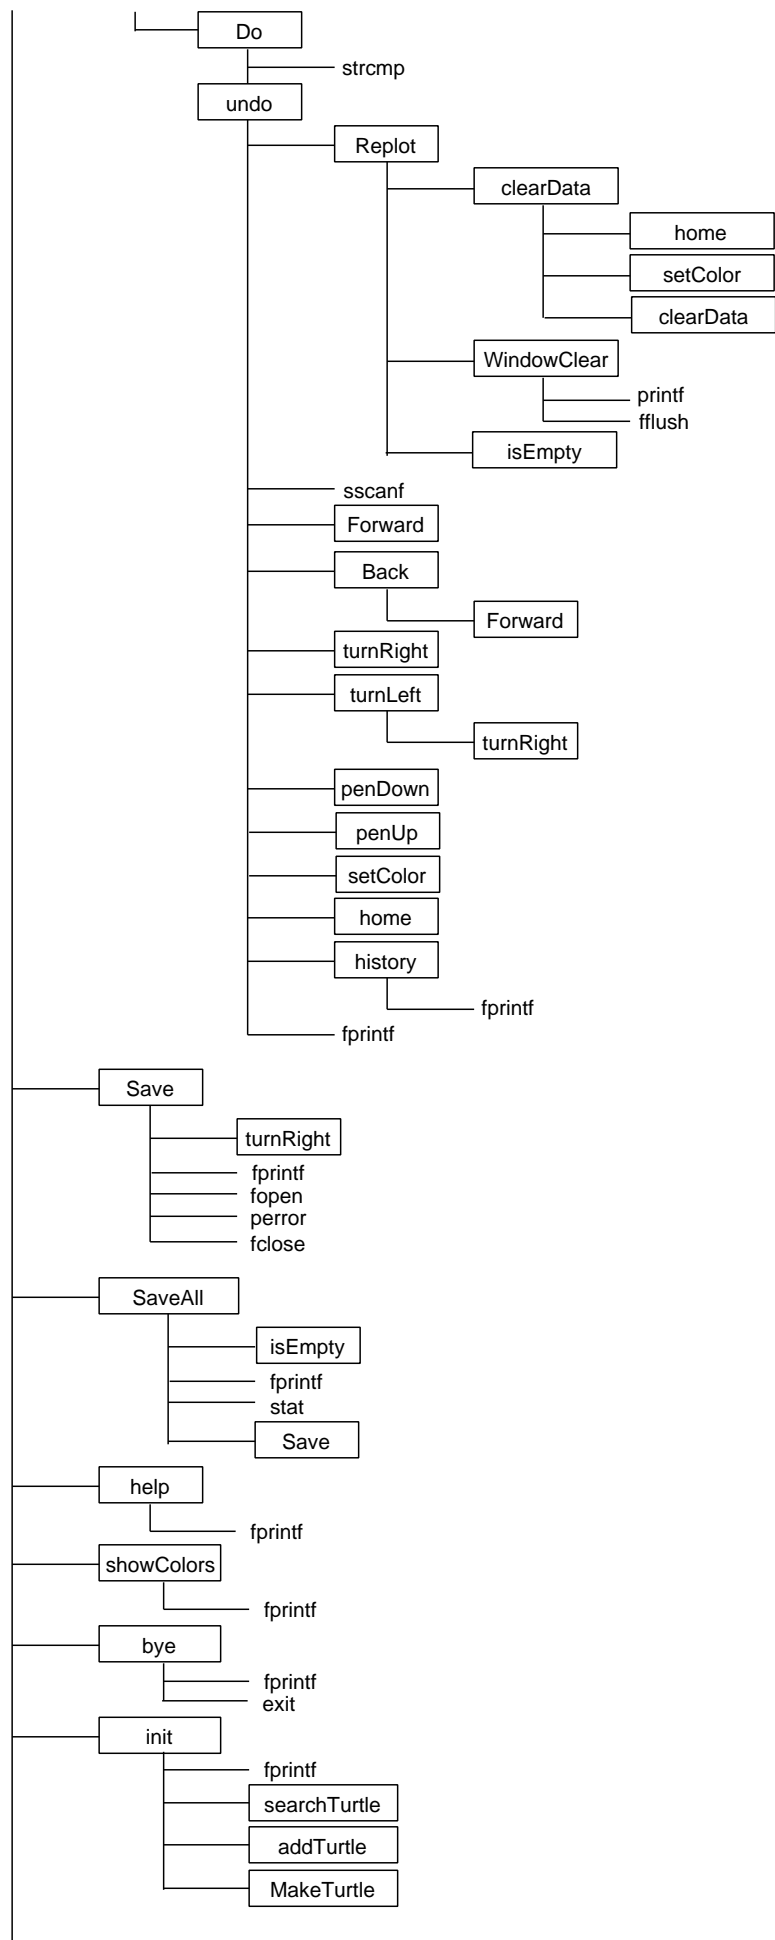 Do
strcmp
undo
Replot
clearData
home
setColor
clearData
WindowClear
printf
fflush
isEmpty
sscanf
Forward
Back
Forward
turnRight
turnLeft
turnRight
penDown
penUp
setColor
home
history
fprintf
fprintf
Save
turnRight
fprintf
fopen
perror
fclose
SaveAll
isEmpty
fprintf
stat
Save
help
fprintf
showColors
fprintf
bye
fprintf
exit
init
fprintf
searchTurtle
addTurtle
MakeTurtle